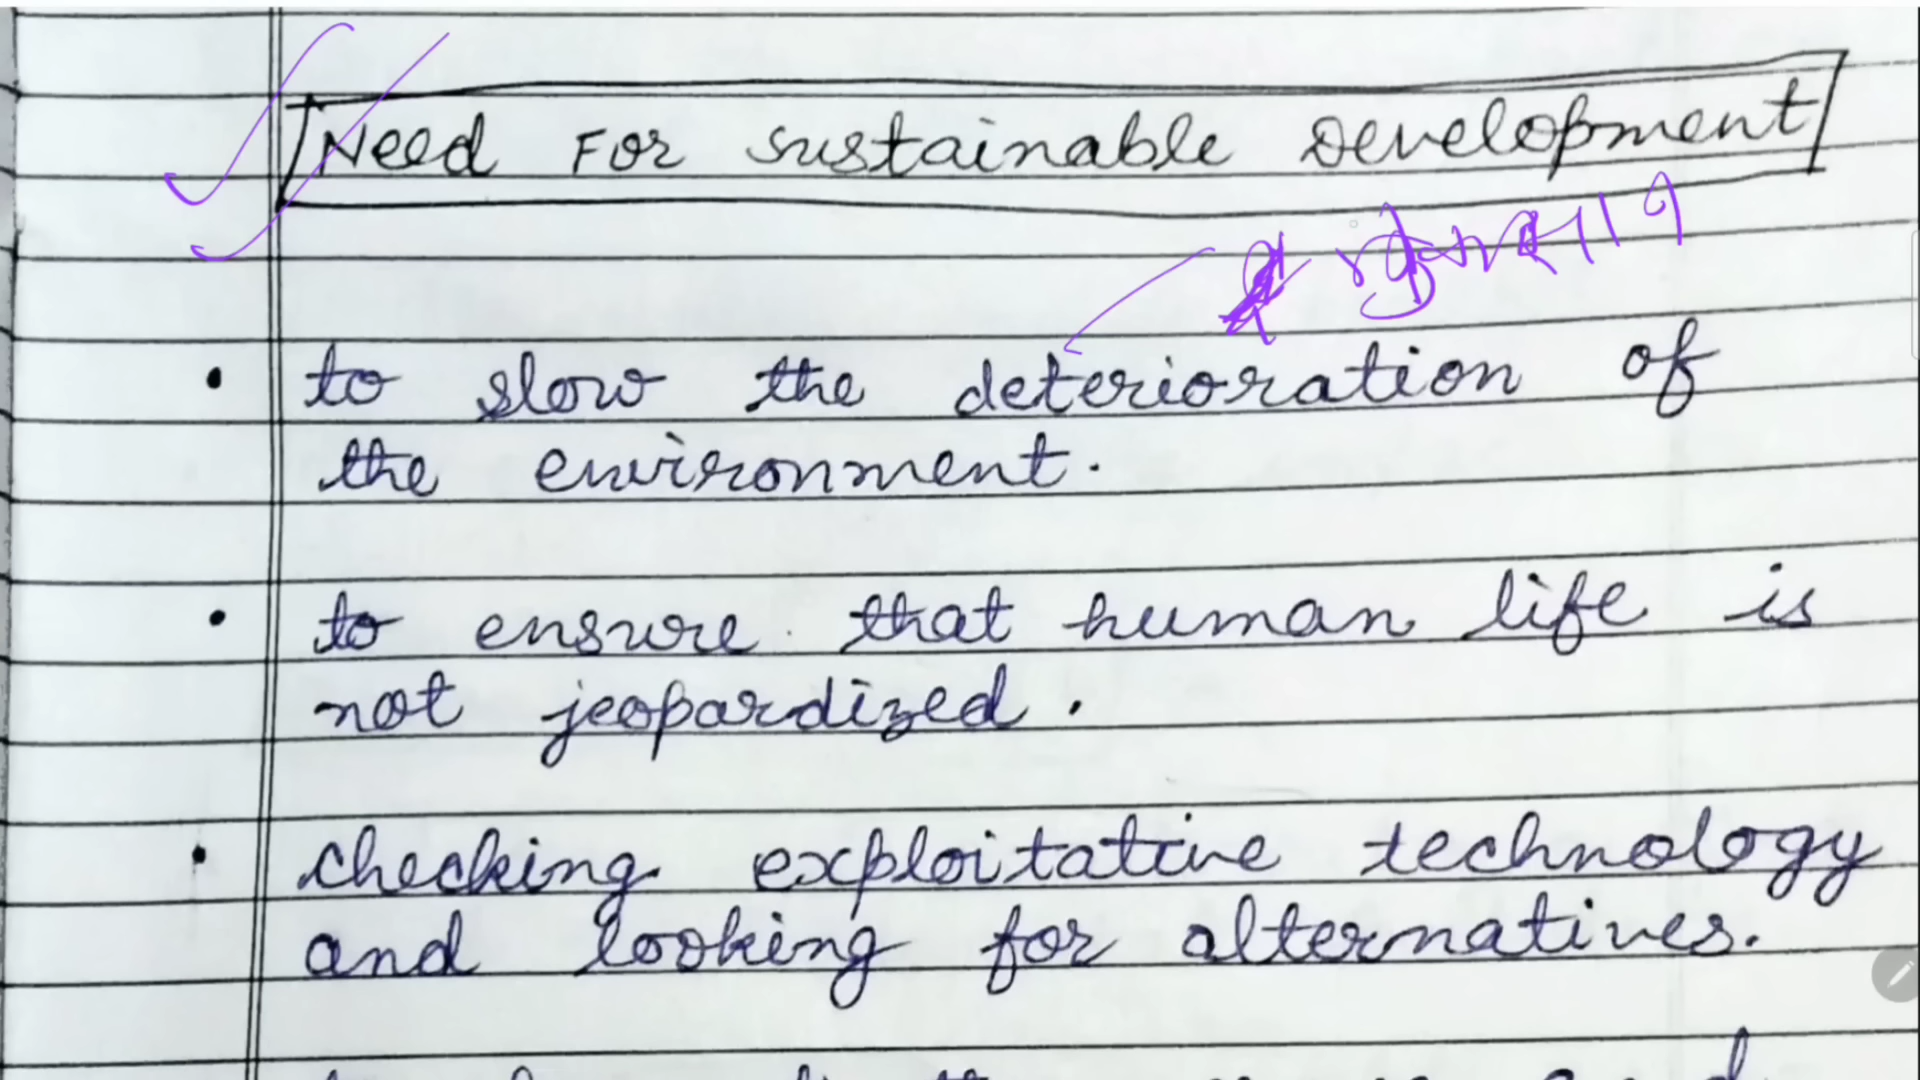 Need For sustainable Development
to slow the deterioration of
the environment.
to ensure that human life is
not jeopardized.
checking exploitative technology
and looking for alternatives.